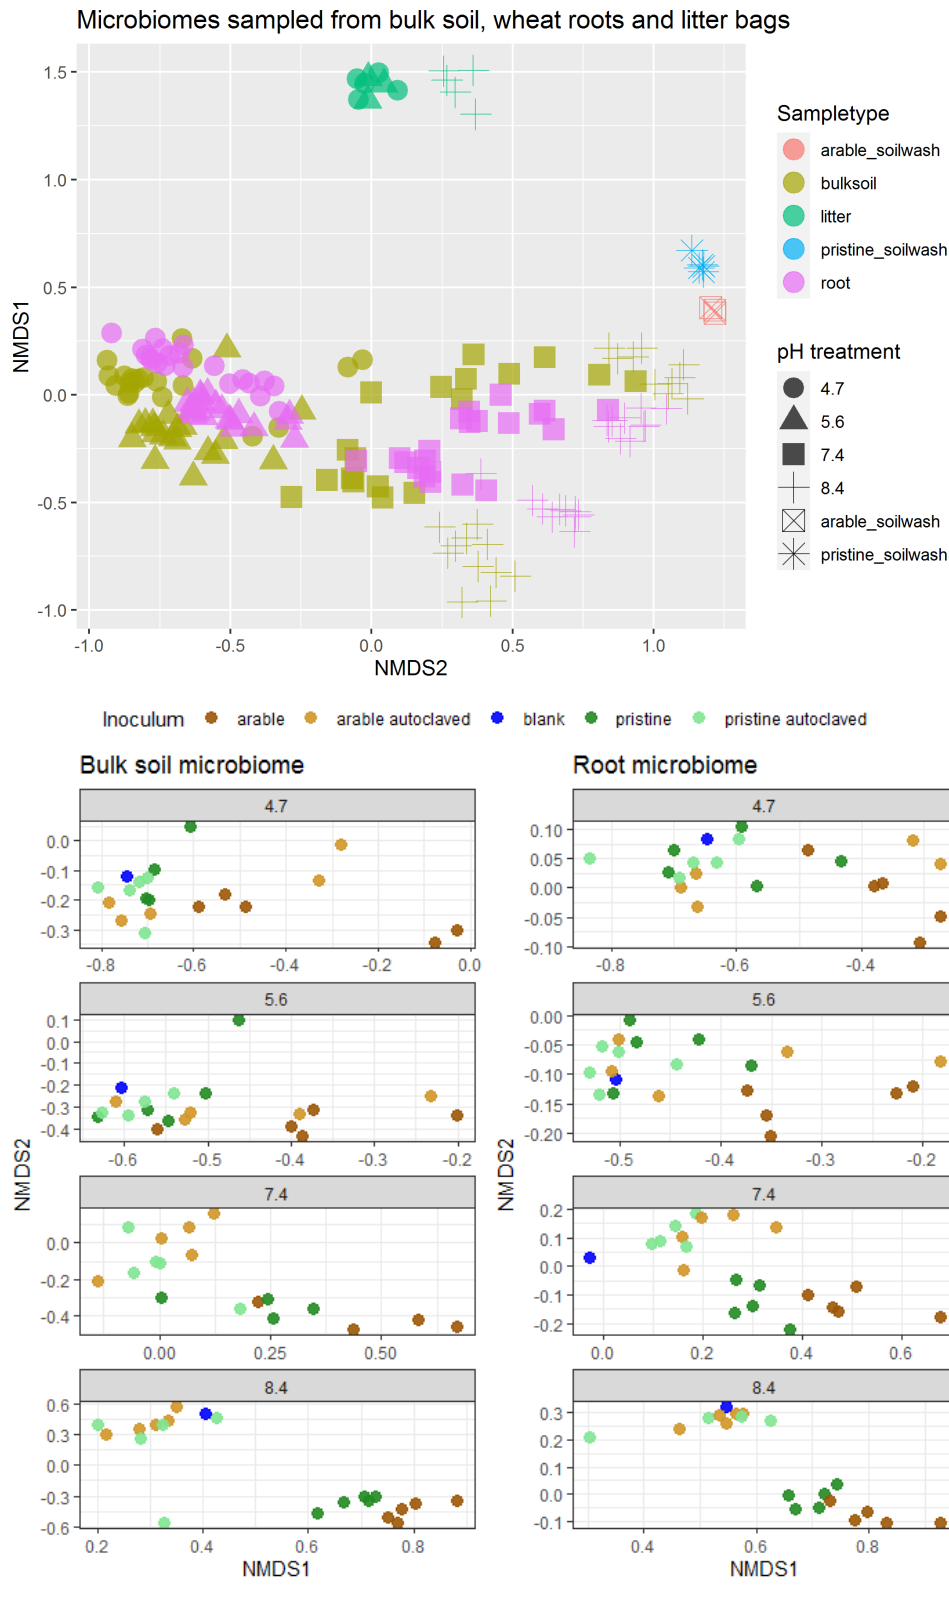 Microbiomes sampled from bulk soil, wheat roots and litter bags
1.5
1.0
0.5
0.0
-0.5
-1.0
NMDS1
-1.0 -0.5 0.0 0.5 1.0
NMDS2
Sampletype
arable_soilwash
bulksoil
litter
pristine_soilwash
root
pH treatment
4.7
5.6
7.4
8.4
arable_soilwash
pristine_soilwash
Inoculum arable arable autoclaved blank pristine pristine autoclaved
Bulk soil microbiome
4.7
0.0
-0.1
-0.2
-0.3
-0.8 -0.6 -0.4 -0.2 0.0
5.6
0.1
0.0
-0.1
-0.2
-0.3
-0.4
-0.6 -0.5 -0.4 -0.3 -0.2
NMDS2
7.4
0.0
-0.2
-0.4
0.00 0.25 0.50
8.4
0.6
0.3
0.0
-0.3
-0.6
0.2 0.4 0.6 0.8
NMDS1
Root microbiome
4.7
0.10
0.05
0.00
-0.05
-0.10
-0.8 -0.6 -0.4
5.6
0.00
-0.05
-0.10
-0.15
-0.20
-0.5 -0.4 -0.3 -0.2
NMDS2
7.4
0.2
0.1
0.0
-0.1
-0.2
0.0 0.2 0.4 0.6
8.4
0.3
0.2
0.1
0.0
-0.1
0.4 0.6 0.8
NMDS1